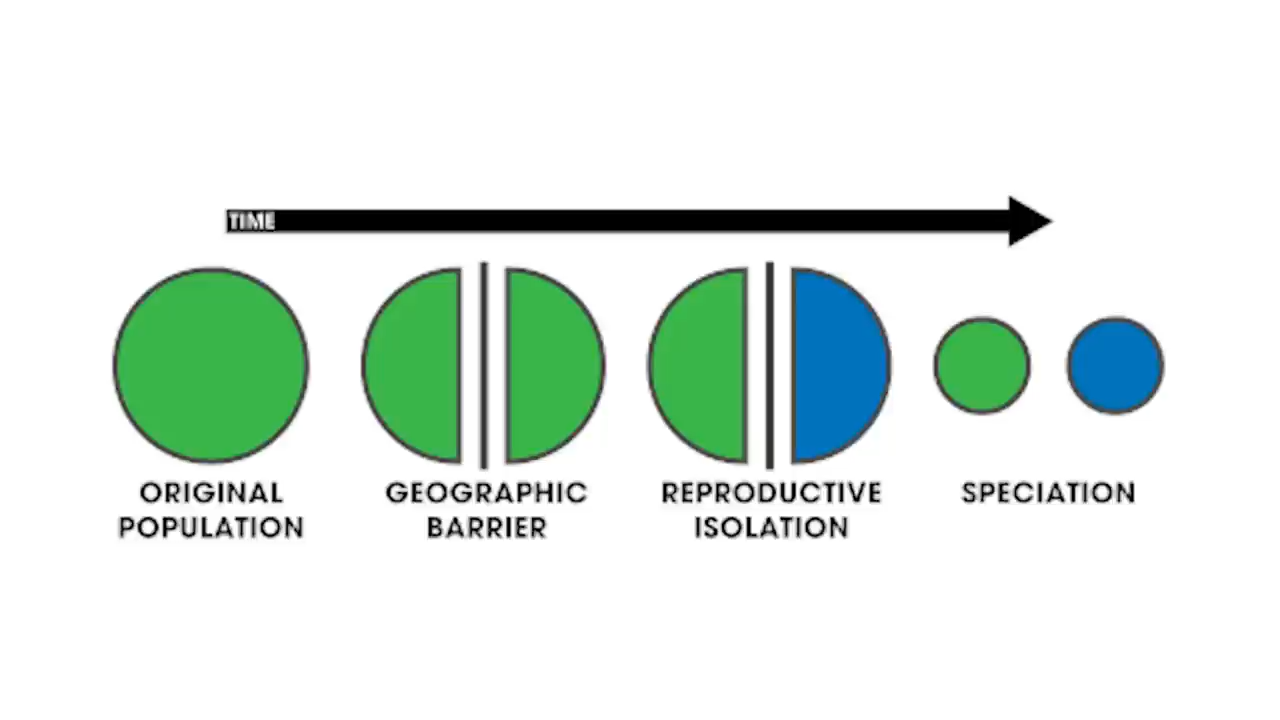 TIME
ORIGINAL
POPULATION
GEOGRAPHIC
BARRIER
REPRODUCTIVE
ISOLATION
SPECIATION